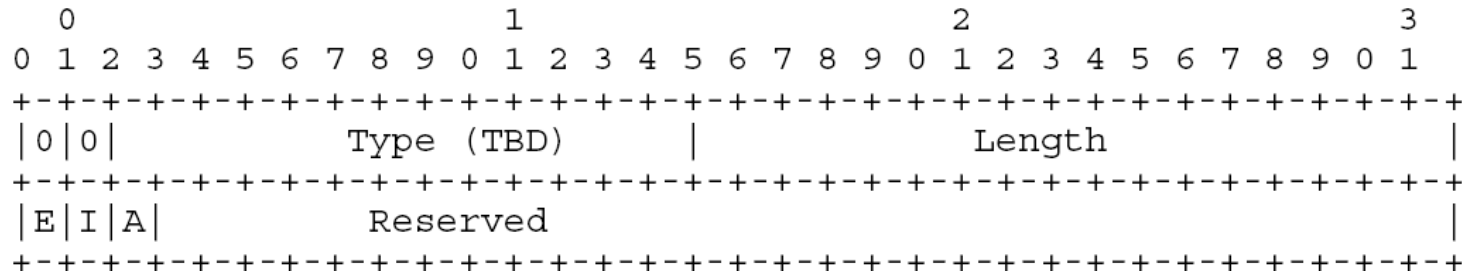 0                   1                   2                   3
0 1 2 3 4 5 6 7 8 9 0 1 2 3 4 5 6 7 8 9 0 1 2 3 4 5 6 7 8 9 0 1
+-+-+-+-+-+-+-+-+-+-+-+-+-+-+-+-+-+-+-+-+-+-+-+-+-+-+-+-+-+-+-+-+
|0|0|          Type (TBD)     |            Length               |
+-+-+-+-+-+-+-+-+-+-+-+-+-+-+-+-+-+-+-+-+-+-+-+-+-+-+-+-+-+-+-+-+
|E|I|A|         Reserved                                        |
+-+-+-+-+-+-+-+-+-+-+-+-+-+-+-+-+-+-+-+-+-+-+-+-+-+-+-+-+-+-+-+-+